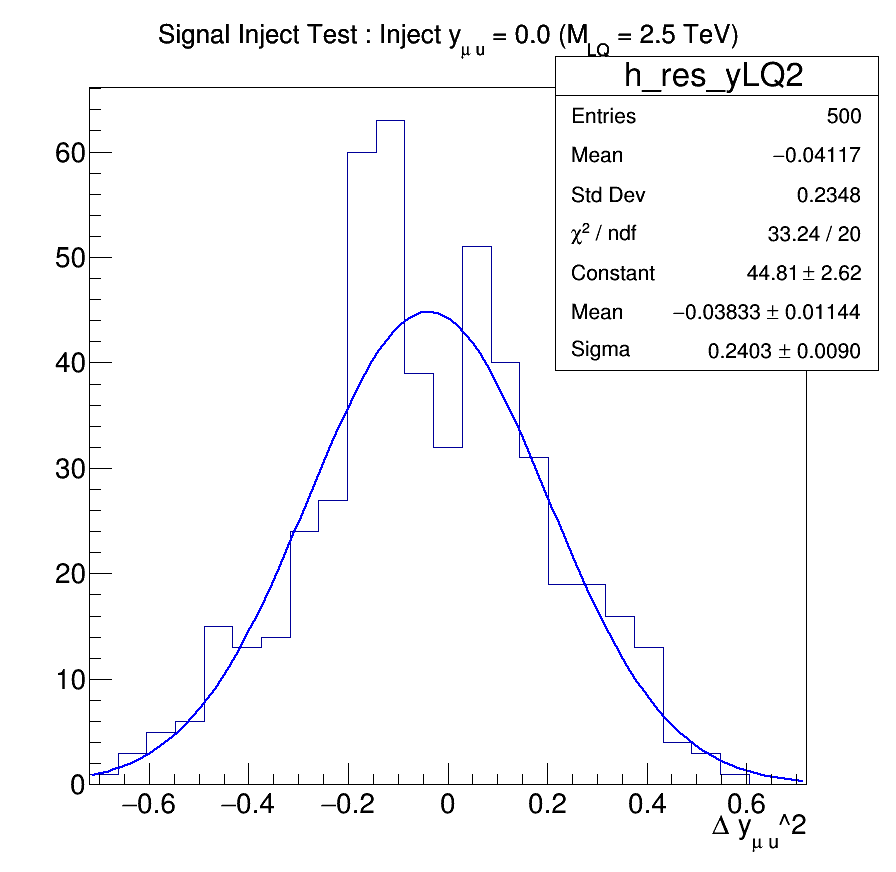 Signal Inject Test : Inject y_μ u = 0.0 (M_LQ = 2.5 TeV)
h_res_yLQ2
Entries 500
Mean −0.04117
Std Dev 0.2348
χ² / ndf 33.24 / 20
Constant 44.81 ± 2.62
Mean −0.03833 ± 0.01144
Sigma 0.2403 ± 0.0090
60
50
40
30
20
10
0
−0.6 −0.4 −0.2 0 0.2 0.4 0.6
Δ y_μ u^2